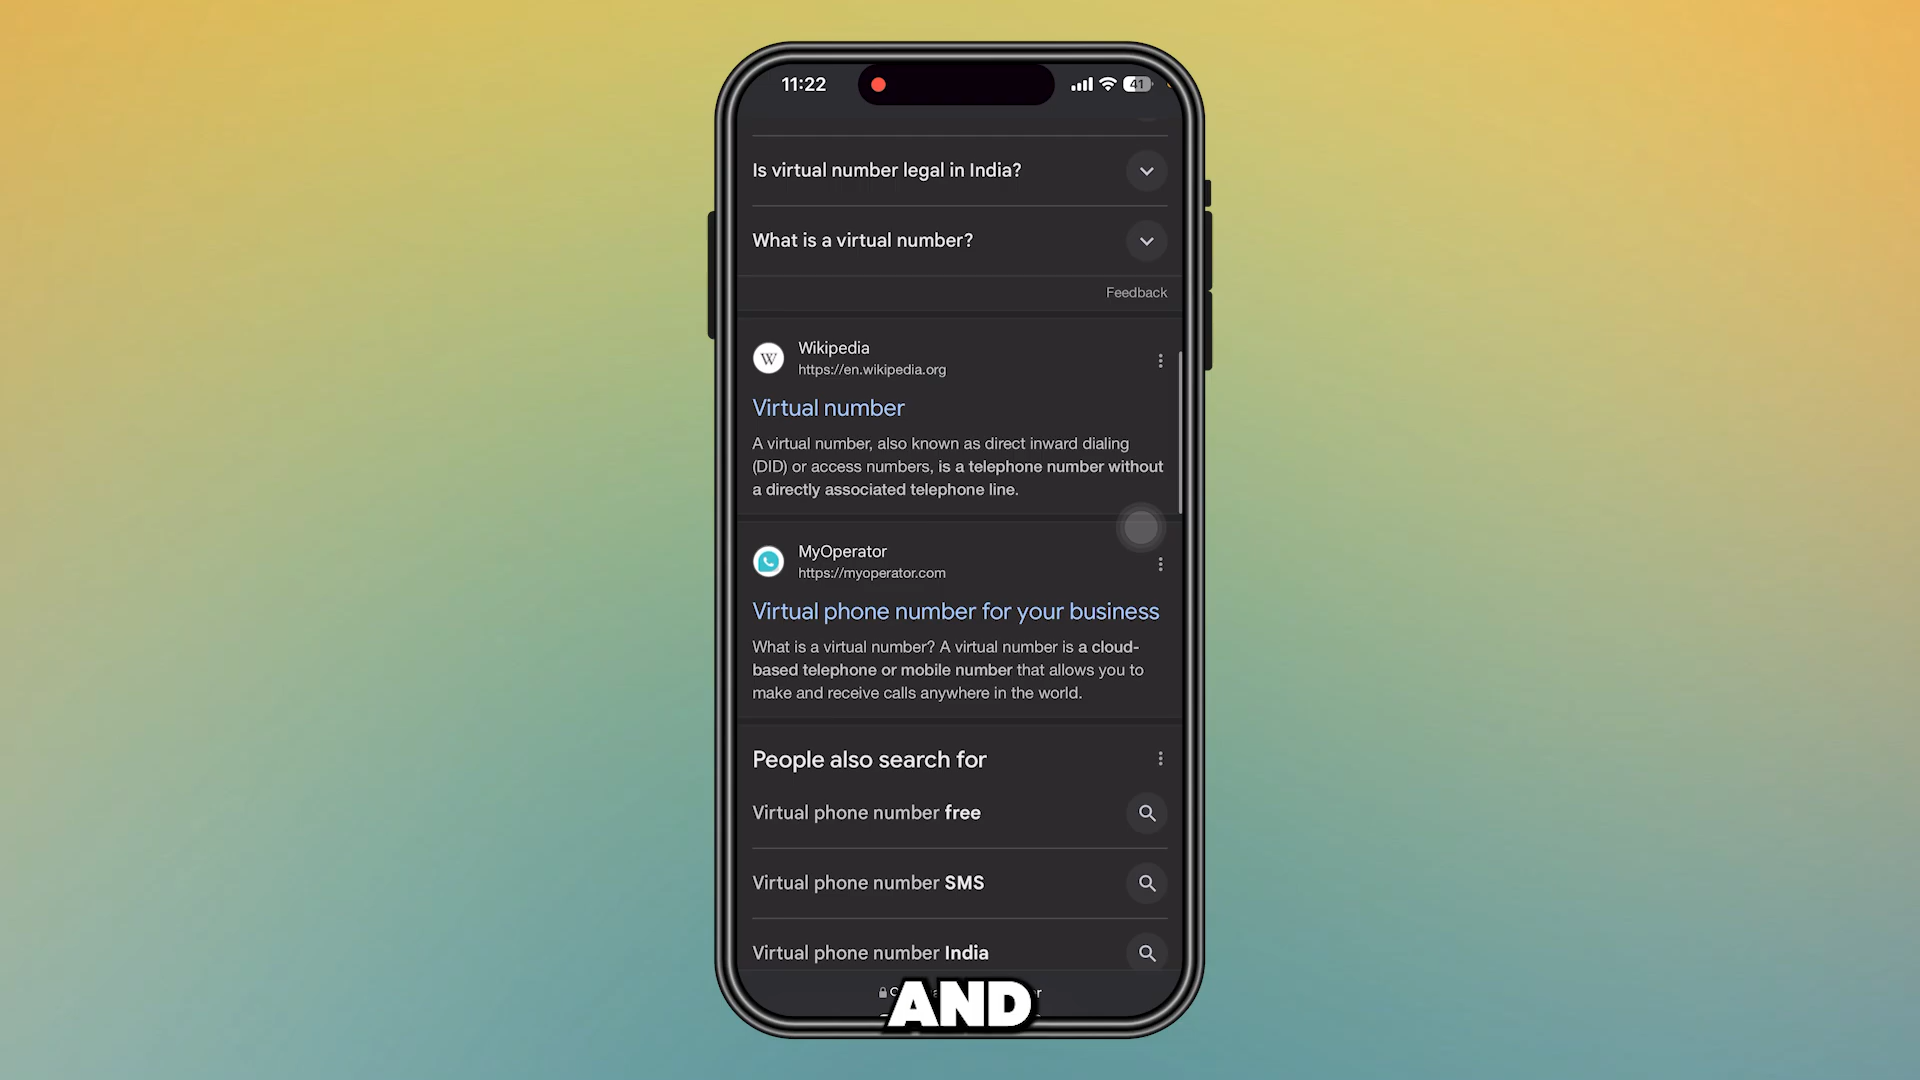 11:22
41
Is virtual number legal in India?
What is a virtual number?
Feedback
W
Wikipedia
https://en.wikipedia.org
Virtual number
A virtual number, also known as direct inward dialing
(DID) or access numbers, is a telephone number without
a directly associated telephone line.
MyOperator
https://myoperator.com
Virtual phone number for your business
What is a virtual number? A virtual number is a cloud-
based telephone or mobile number that allows you to
make and receive calls anywhere in the world.
People also search for
Virtual phone number free
Virtual phone number SMS
Virtual phone number India
AND